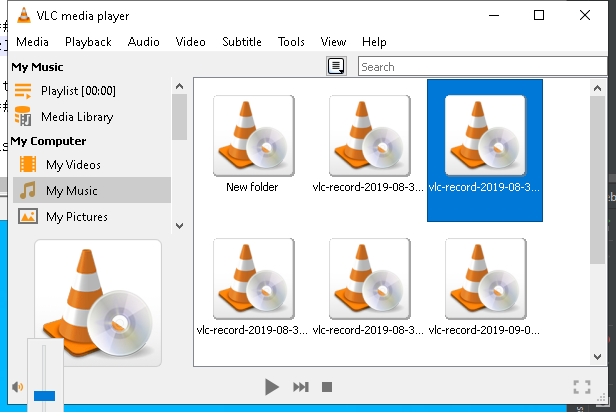 VLC media player
Media Playback Audio Video Subtitle Tools View Help
My Music
Search
Playlist [00:00]
Media Library
My Computer
My Videos
My Music
My Pictures
New folder
vlc-record-2019-08-3...
vlc-record-2019-08-3...
vlc-record-2019-08-3...
vlc-record-2019-08-3...
vlc-record-2019-09-0...